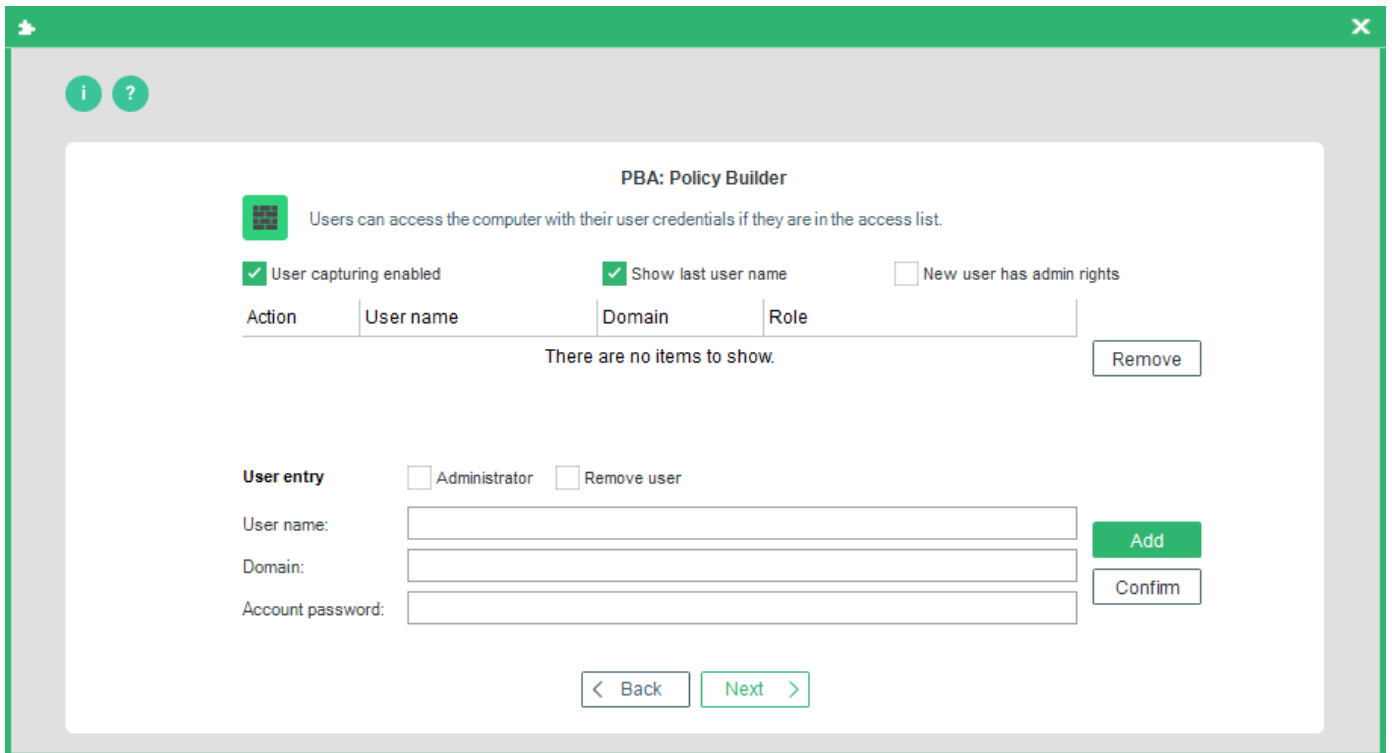 i ?
PBA: Policy Builder
Users can access the computer with their user credentials if they are in the access list.
User capturing enabled Show last user name New user has admin rights
Action User name Domain Role
There are no items to show.
Remove
User entry Administrator Remove user
User name:
Add
Domain:
Confirm
Account password:
Back Next